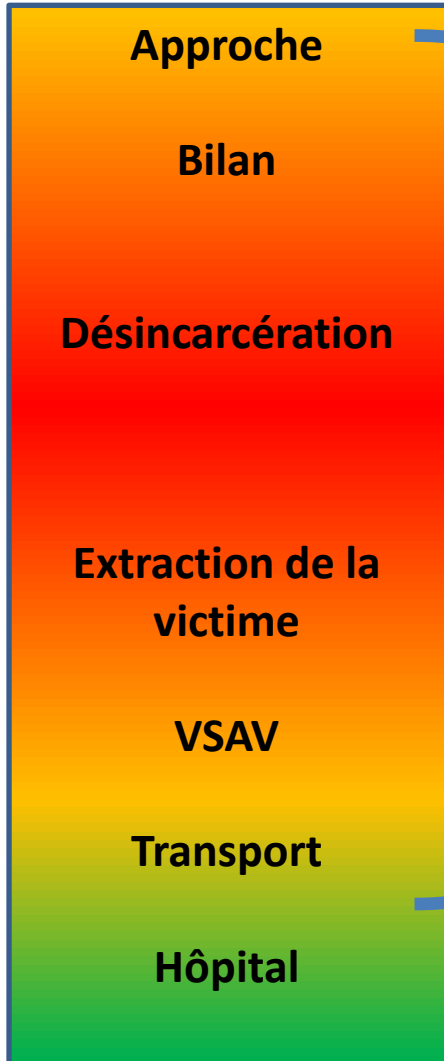 Approche
Bilan
Désincarcération
Extraction de la
victime
VSAV
Transport
Hôpital